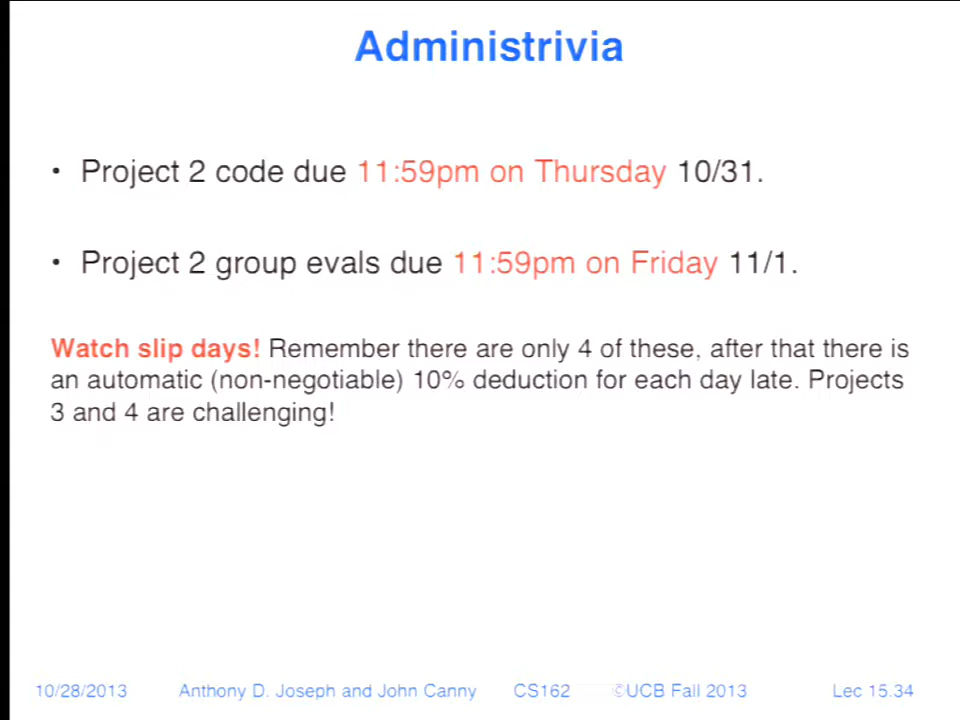 Administrivia
• Project 2 code due 11:59pm on Thursday 10/31.
• Project 2 group evals due 11:59pm on Friday 11/1.
Watch slip days! Remember there are only 4 of these, after that there is
an automatic (non-negotiable) 10% deduction for each day late. Projects
3 and 4 are challenging!
10/28/2013 Anthony D. Joseph and John Canny CS162 ©UCB Fall 2013 Lec 15.34